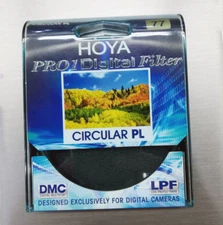 77
HOYA
PRO1 Digital Filter
CIRCULAR PL
DMC
LPF
DESIGNED EXCLUSIVELY FOR DIGITAL CAMERAS